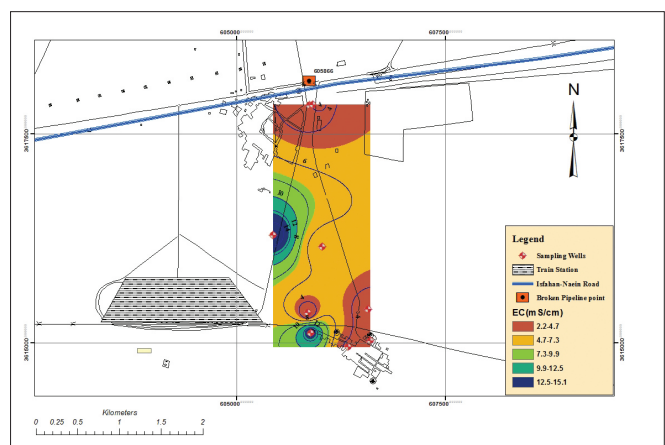 605000
607500
605866
N
3617500
3617500
Legend
Sampling Wells
Train Station
Isfahan-Naein Road
Broken Pipeline point
EC(mS/cm)
2.2-4.7
4.7-7.3
7.3-9.9
9.9-12.5
12.5-15.1
605000
607500
Kilometers
0 0.25 0.5 1 1.5 2